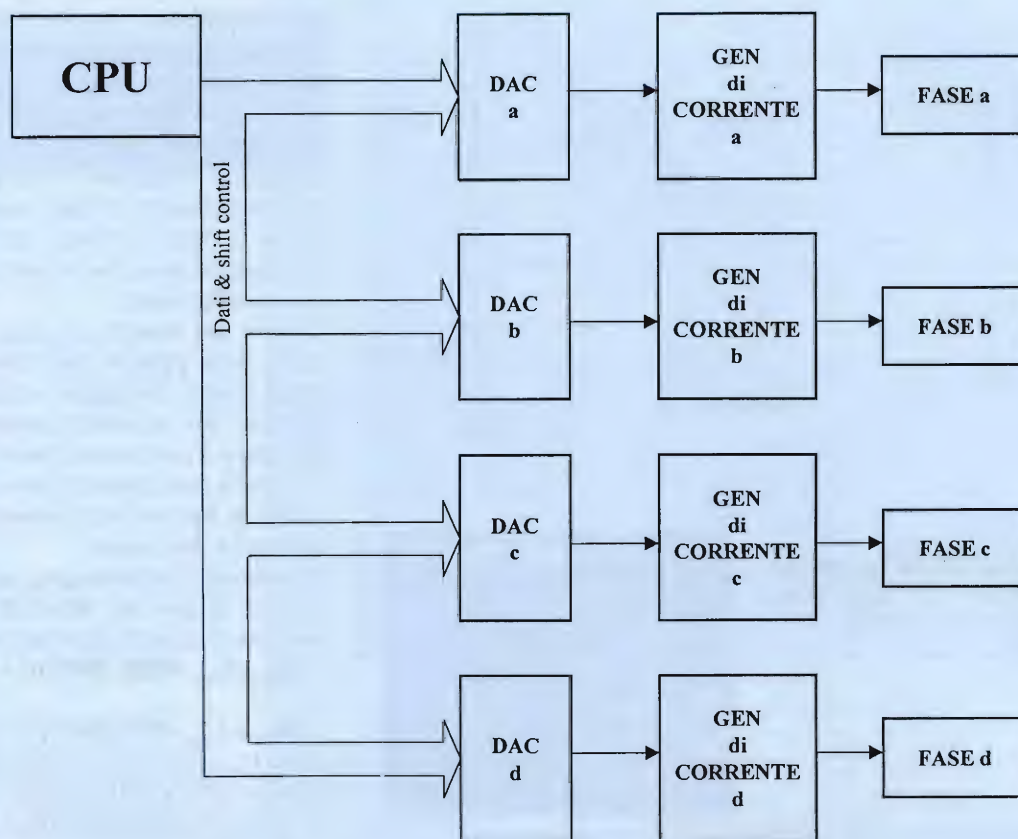 CPU
DAC
a
GEN
di
CORRENTE
a
FASE a
Dati & shift control
DAC
b
GEN
di
CORRENTE
b
FASE b
DAC
c
GEN
di
CORRENTE
c
FASE c
DAC
d
GEN
di
CORRENTE
d
FASE d